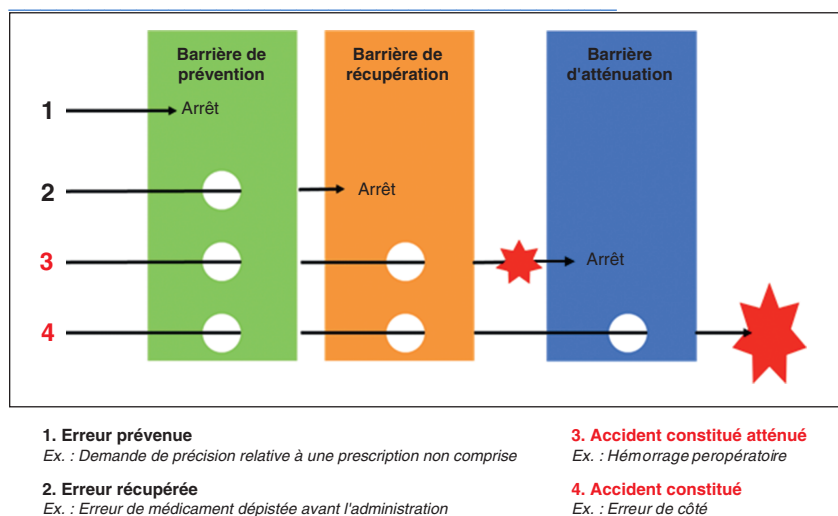 Barrière de
prévention
Barrière de
récupération
Barrière
d'atténuation
1
Arrêt
2
Arrêt
3
Arrêt
4
1. Erreur prévenue
Ex. : Demande de précision relative à une prescription non comprise
2. Erreur récupérée
Ex. : Erreur de médicament dépistée avant l'administration
3. Accident constitué atténué
Ex. : Hémorrage peropératoire
4. Accident constitué
Ex. : Erreur de côté